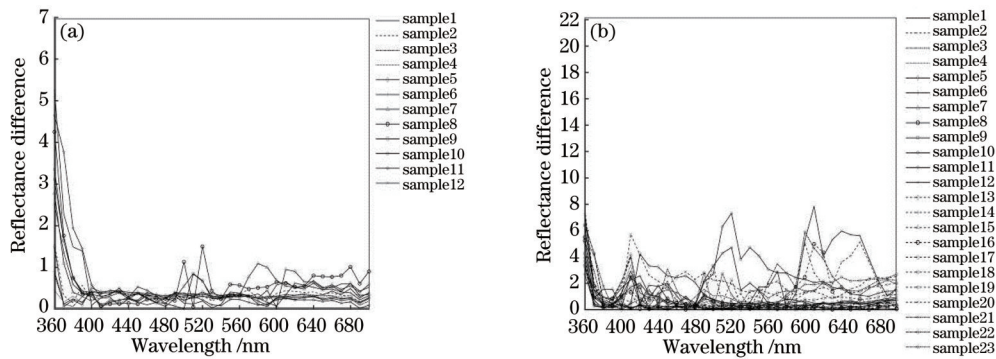 (a)
7
6
5
4
3
2
1
0
360 400 440 480 520 560 600 640 680
Wavelength /nm
Reflectance difference
sample1
sample2
sample3
sample4
sample5
sample6
sample7
sample8
sample9
sample10
sample11
sample12
(b)
22
20
18
16
14
12
10
8
6
4
2
0
360 400 440 480 520 560 600 640 680
Wavelength /nm
Reflectance difference
sample1
sample2
sample3
sample4
sample5
sample6
sample7
sample8
sample9
sample10
sample11
sample12
sample13
sample14
sample15
sample16
sample17
sample18
sample19
sample20
sample21
sample22
sample23